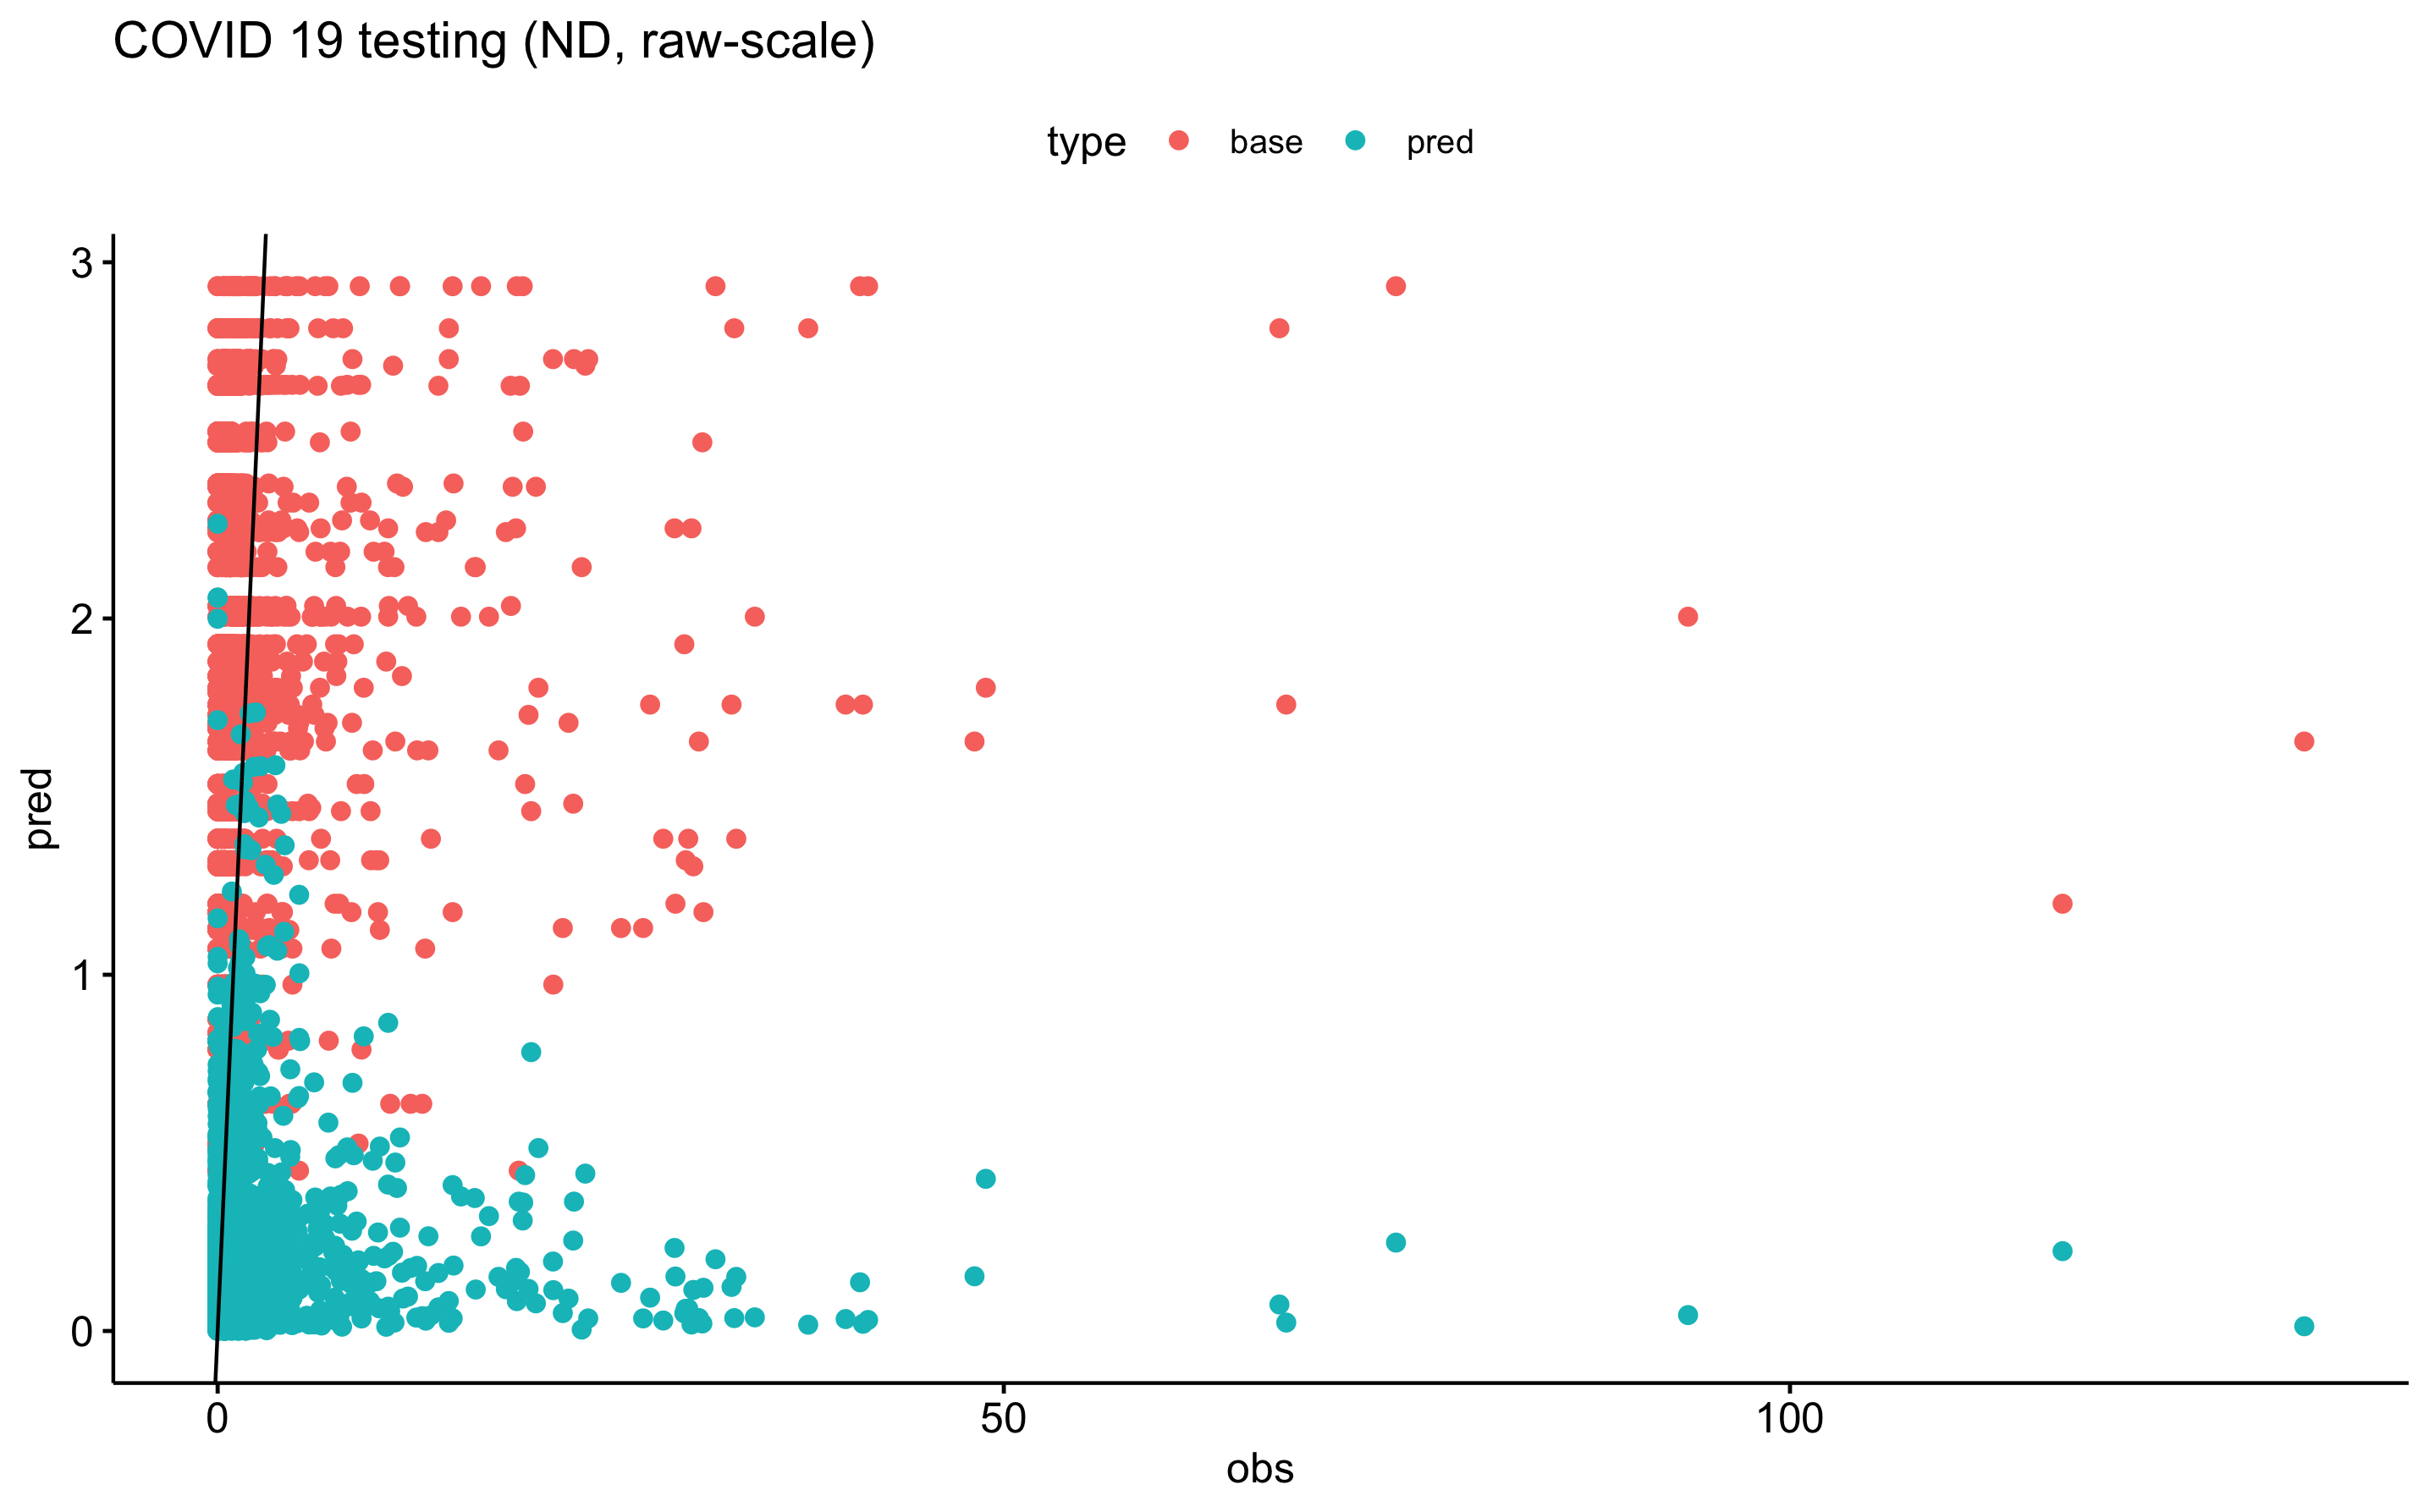 COVID 19 testing (ND, raw-scale)
type base pred
3
2
1
0
pred
0 50 100
obs